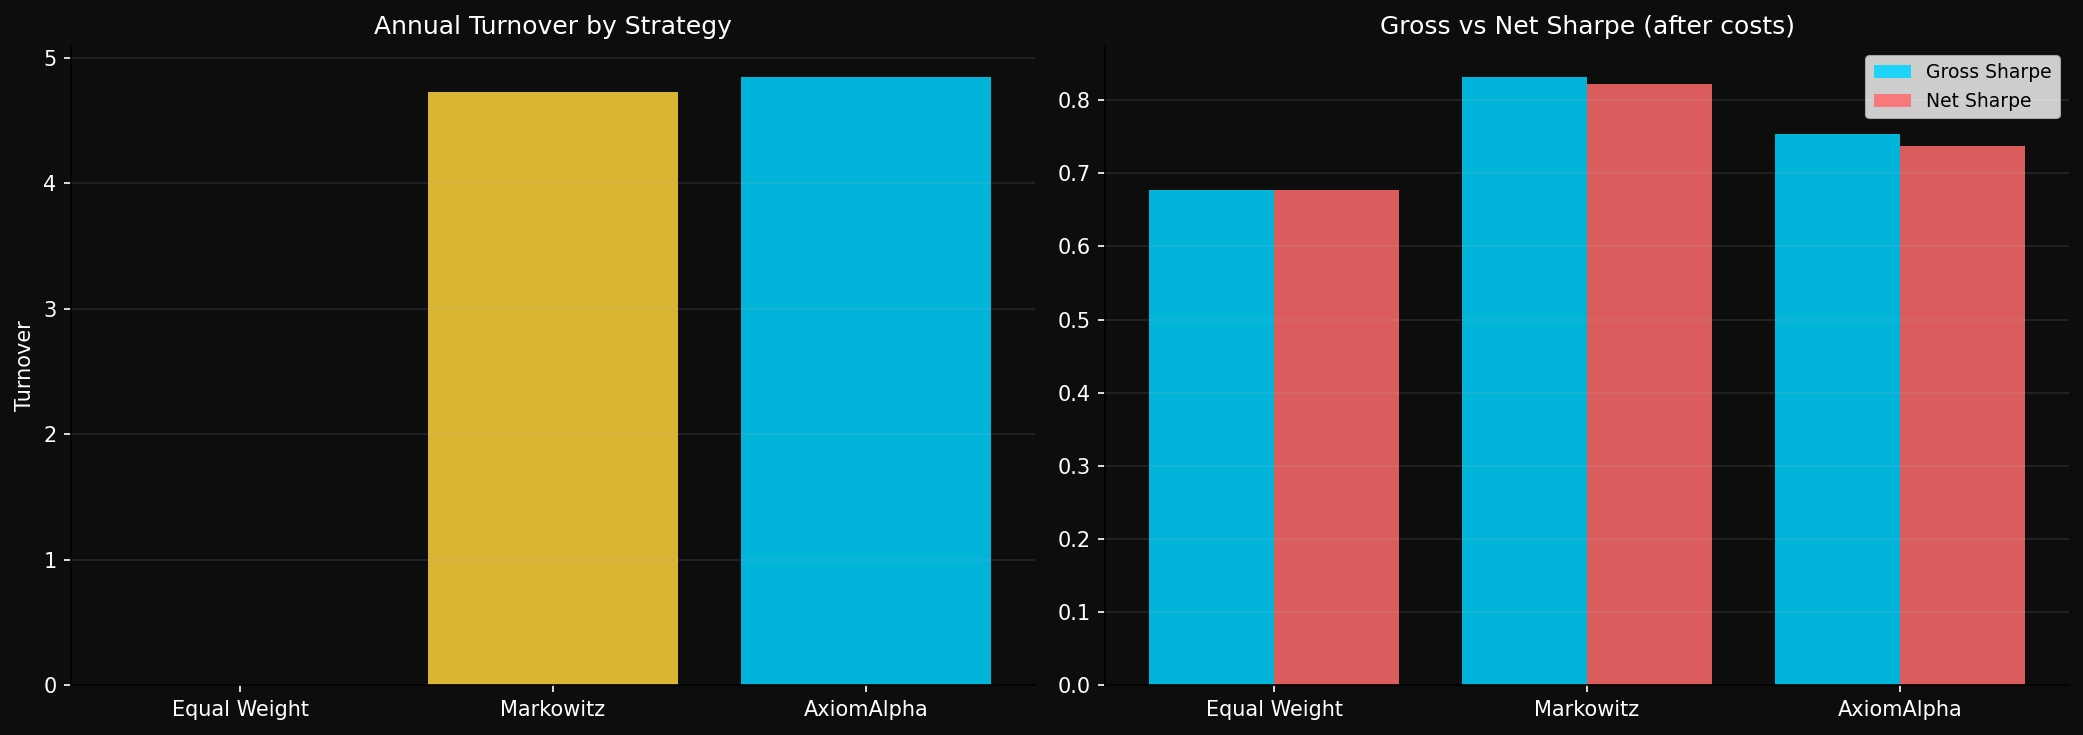 Annual Turnover by Strategy
Turnover
5
4
3
2
1
0
Equal Weight
Markowitz
AxiomAlpha
Gross vs Net Sharpe (after costs)
Gross Sharpe
Net Sharpe
0.8
0.7
0.6
0.5
0.4
0.3
0.2
0.1
0.0
Equal Weight
Markowitz
AxiomAlpha